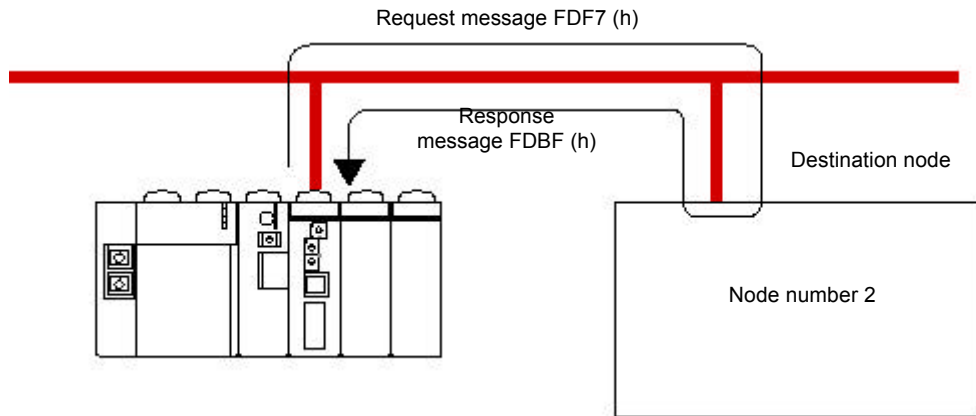 Request message FDF7 (h)
Response
message FDBF (h)
Destination node
Node number 2